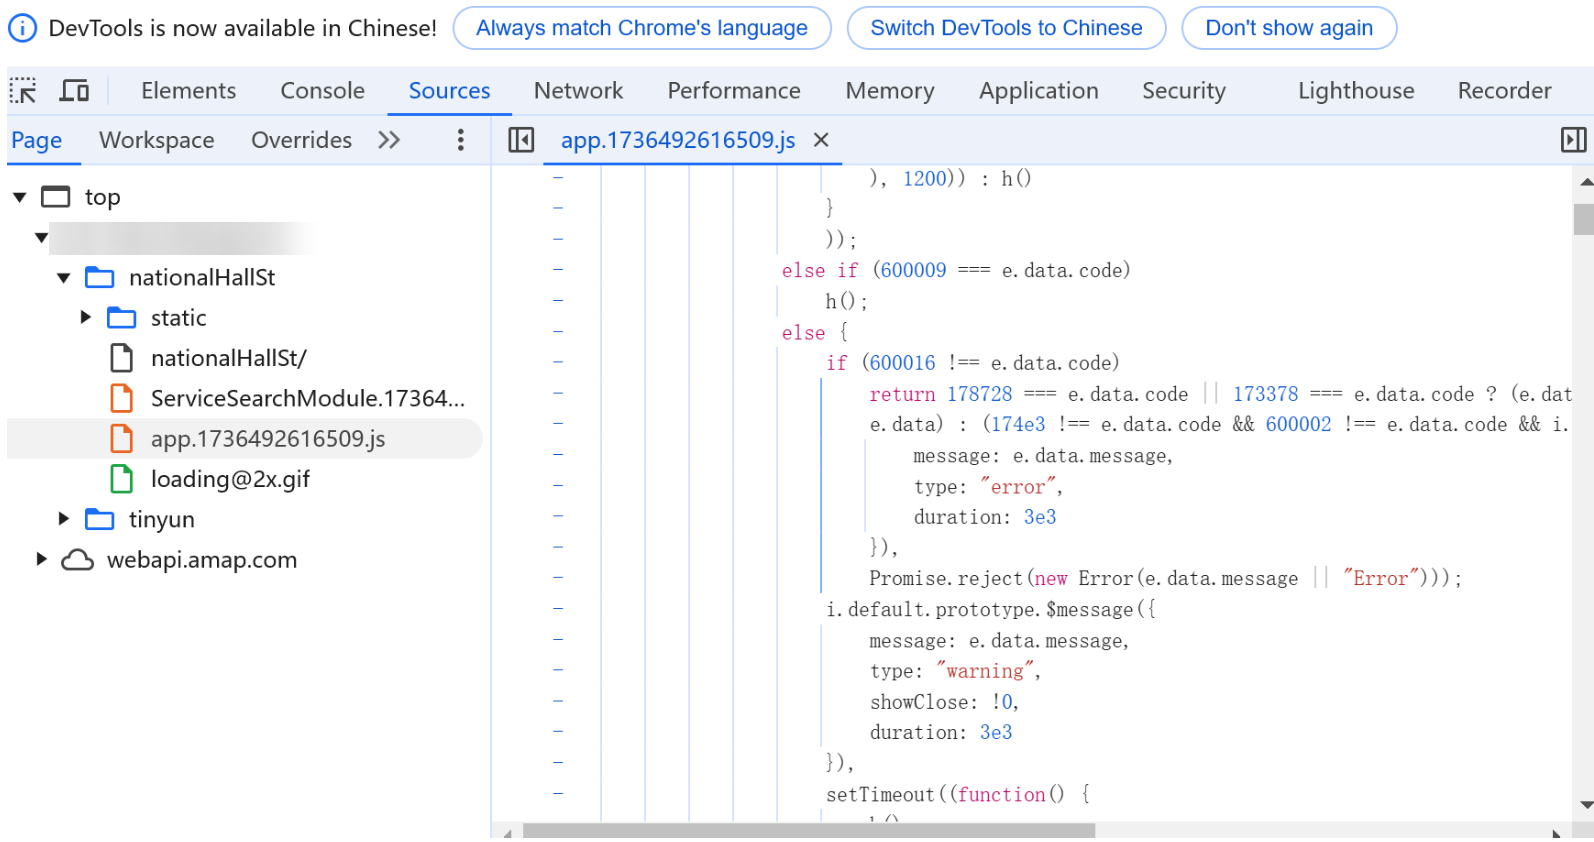 DevTools is now available in Chinese! Always match Chrome's language Switch DevTools to Chinese Don't show again
Elements Console Sources Network Performance Memory Application Security Lighthouse Recorder
Page Workspace Overrides
app.1736492616509.js
top
nationalHallSt
static
nationalHallSt/
ServiceSearchModule.17364...
app.1736492616509.js
loading@2x.gif
tinyun
webapi.amap.com
), 1200)) : h()
}
));
else if (600009 === e.data.code)
h();
else {
if (600016 !== e.data.code)
return 178728 === e.data.code || 173378 === e.data.code ? (e.dat
e.data) : (174e3 !== e.data.code && 600002 !== e.data.code && i.
message: e.data.message,
type: "error",
duration: 3e3
}),
Promise.reject(new Error(e.data.message || "Error")));
i.default.prototype.$message({
message: e.data.message,
type: "warning",
showClose: !0,
duration: 3e3
}),
setTimeout((function() {